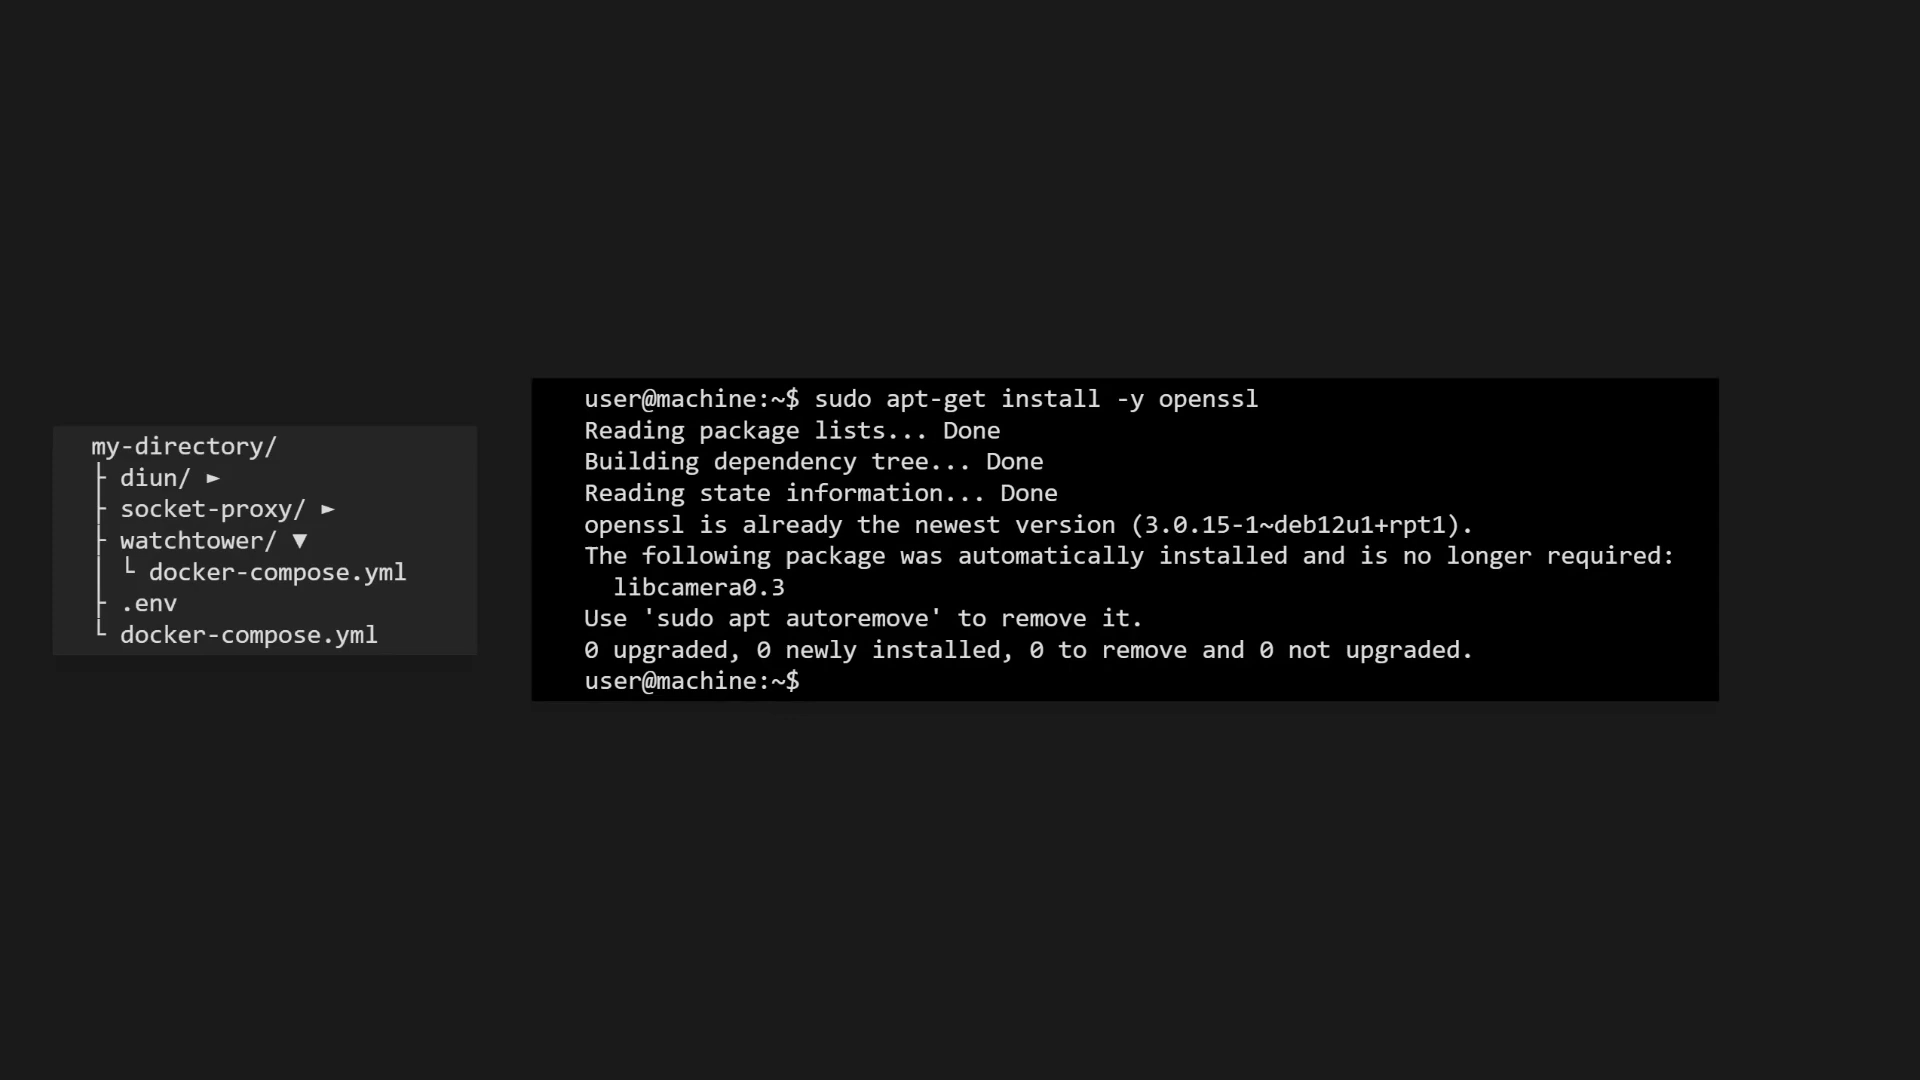 my-directory/
├ diun/ ►
├ socket-proxy/ ►
├ watchtower/ ▼
│ └ docker-compose.yml
├ .env
└ docker-compose.yml
user@machine:~$ sudo apt-get install -y openssl
Reading package lists... Done
Building dependency tree... Done
Reading state information... Done
openssl is already the newest version (3.0.15-1~deb12u1+rpt1).
The following package was automatically installed and is no longer required:
  libcamera0.3
Use 'sudo apt autoremove' to remove it.
0 upgraded, 0 newly installed, 0 to remove and 0 not upgraded.
user@machine:~$